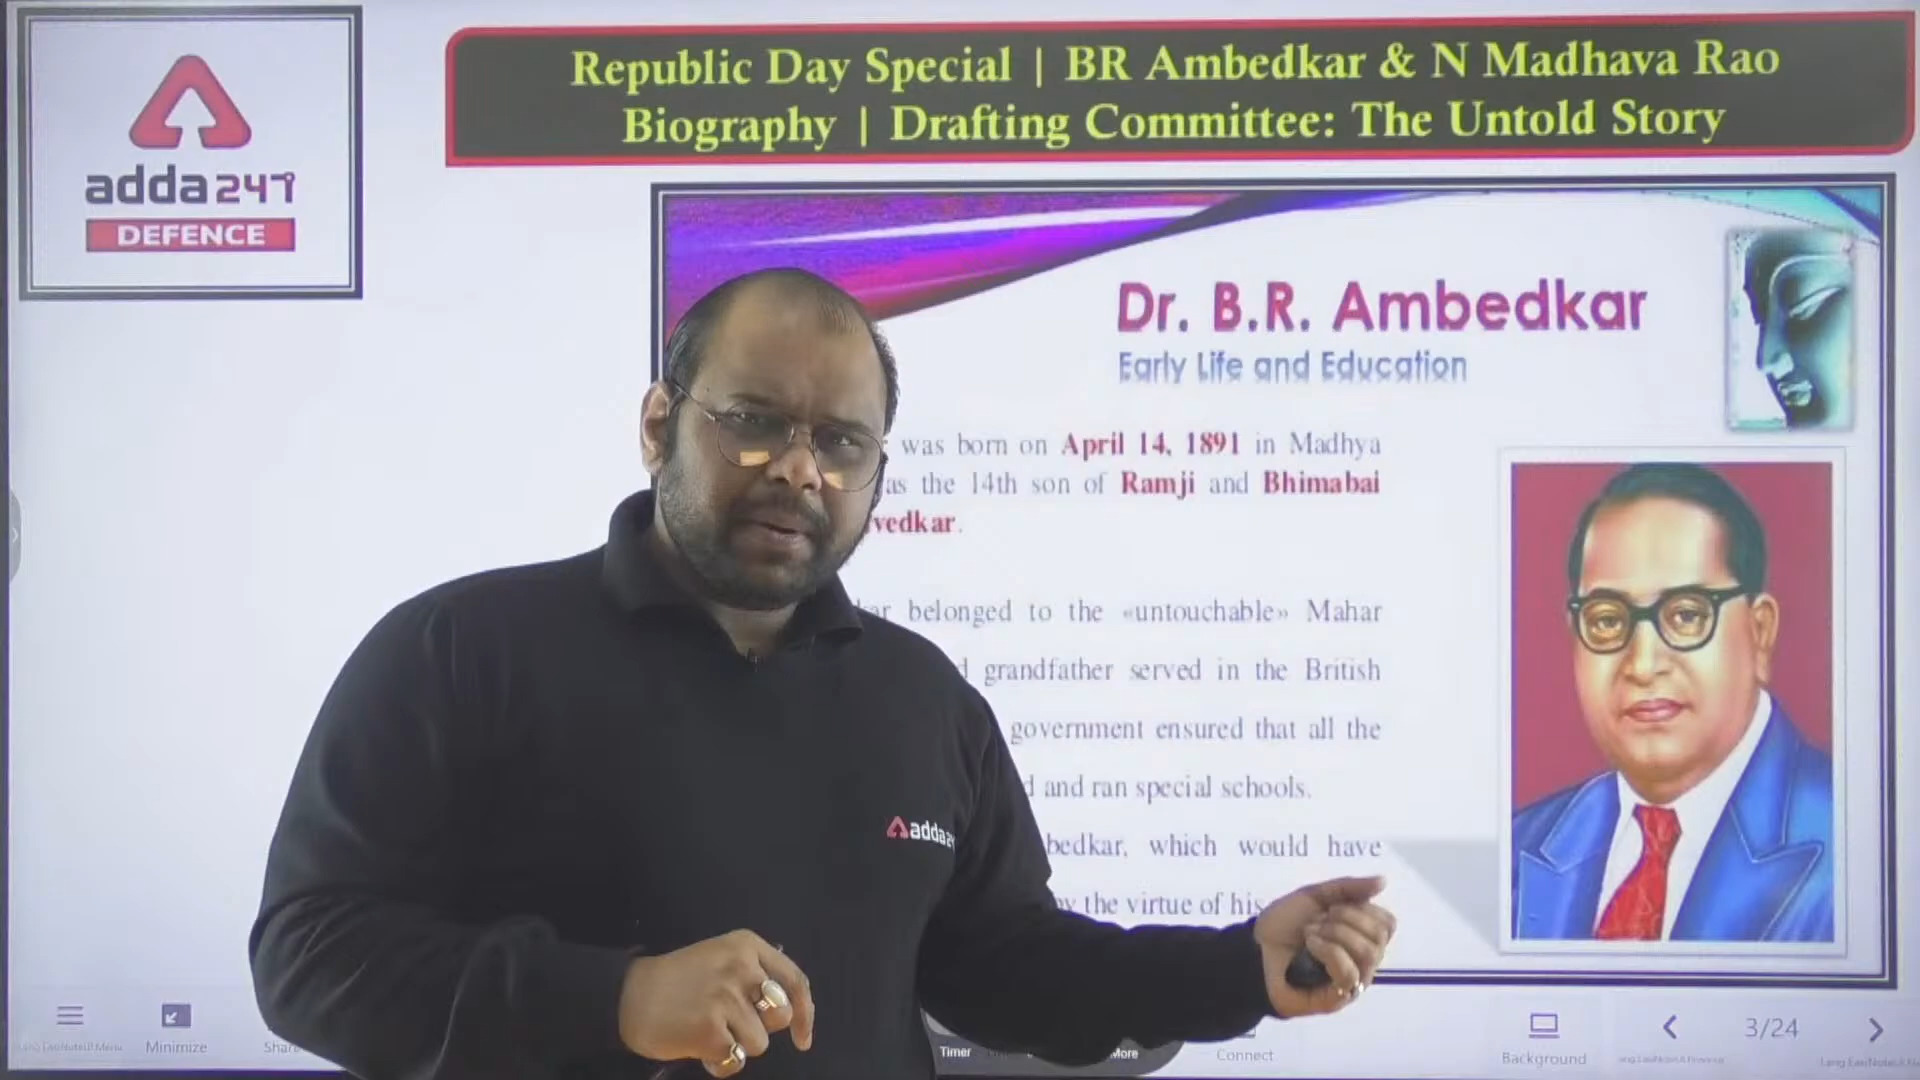 adda247
DEFENCE
Republic Day Special | BR Ambedkar & N Madhava Rao
Biography | Drafting Committee: The Untold Story
Dr. B.R. Ambedkar
Early Life and Education
was born on April 14, 1891 in Madhya
as the 14th son of Ramji and Bhimabai
vedkar.
belonged to the «untouchable» Mahar
grandfather served in the British
government ensured that all the
and ran special schools.
bedkar, which would have
the virtue of his
adda24
Minimize
Share
Timer
More
Connect
Background
3/24